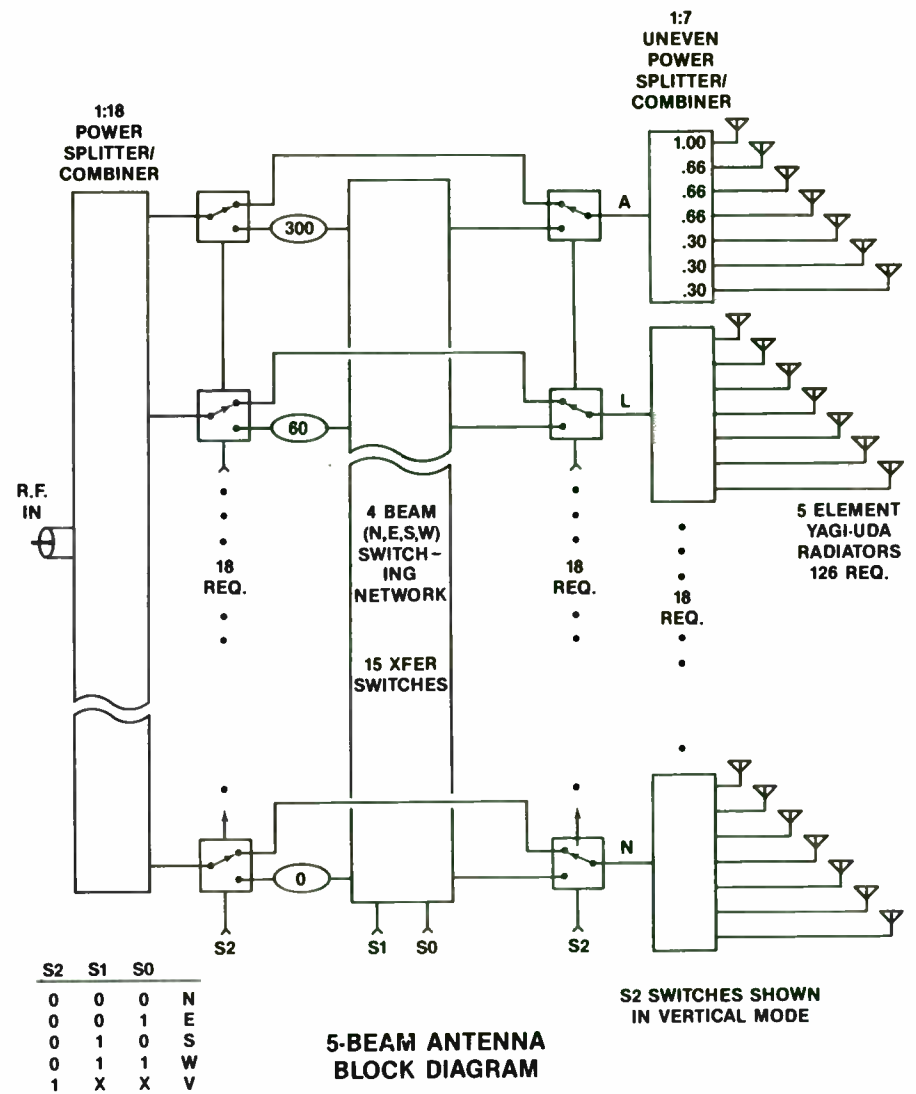 1:7
UNEVEN
POWER
SPLITTER/
COMBINER
1:18
POWER
SPLITTER/
COMBINER
1.00
.66
.66
.66
.30
.30
.30
A
300
L
60
R.F.
IN
4 BEAM
(N,E,S,W)
SWITCH-
ING
NETWORK
15 XFER
SWITCHES
18
REQ.
18
REQ.
18
REQ.
5 ELEMENT
YAGI-UDA
RADIATORS
126 REQ.
N
0
S2
S1
S0
S2
S2 S1 S0
0 0 0 N
0 0 1 E
0 1 0 S
0 1 1 W
1 X X V
S2 SWITCHES SHOWN
IN VERTICAL MODE
5-BEAM ANTENNA
BLOCK DIAGRAM